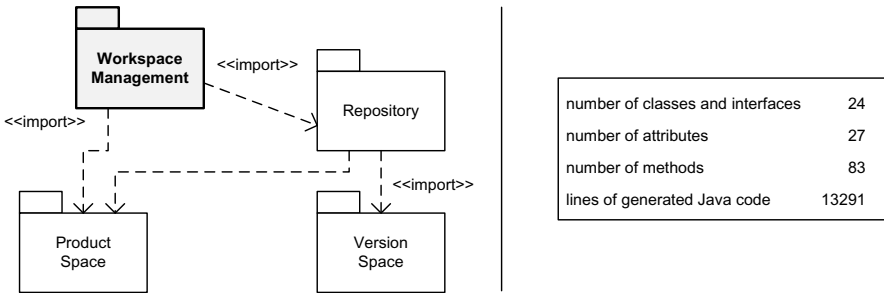 Workspace
Management
<<import>>
<<import>>
Repository
<<import>>
Product
Space
Version
Space
number of classes and interfaces 24
number of attributes 27
number of methods 83
lines of generated Java code 13291